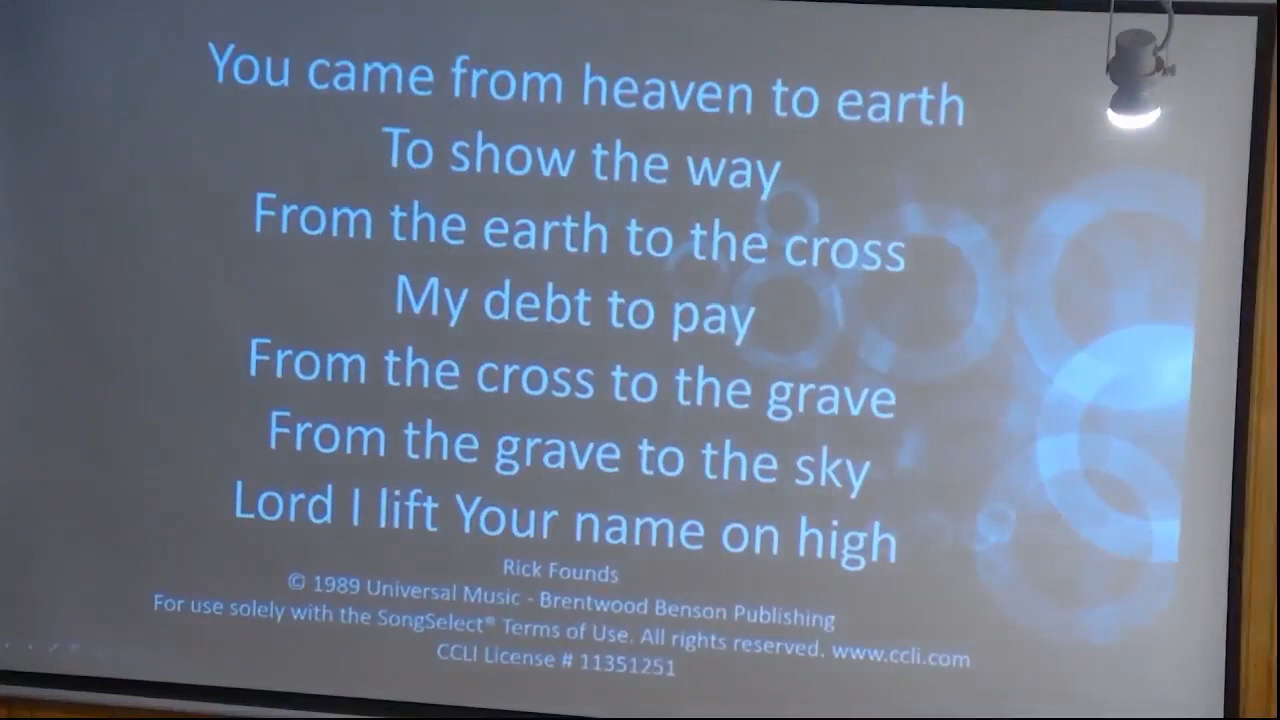 You came from heaven to earth
To show the way
From the earth to the cross
My debt to pay
From the cross to the grave
From the grave to the sky
Lord I lift Your name on high
Rick Founds
© 1989 Universal Music - Brentwood Benson Publishing
For use solely with the SongSelect® Terms of Use. All rights reserved. www.ccli.com
CCLI License # 11351251